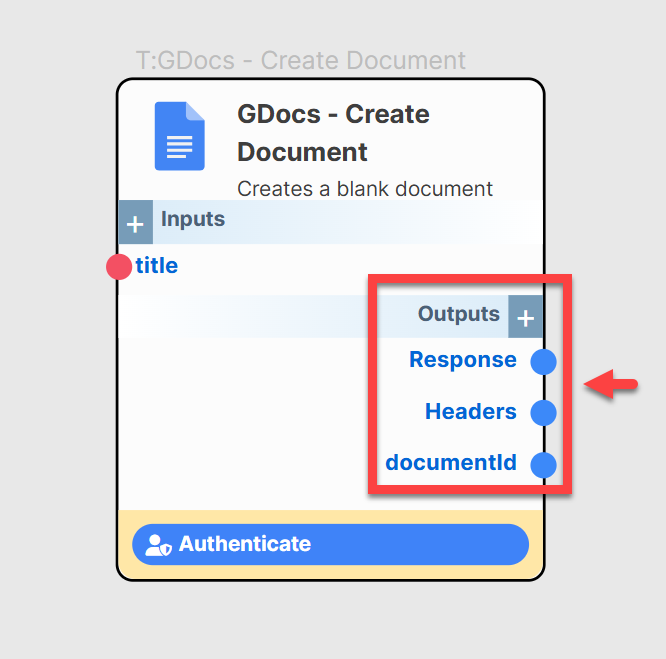 T:GDocs - Create Document
GDocs - Create
Document
Creates a blank document
+ Inputs
title
Outputs +
Response
Headers
documentId
Authenticate